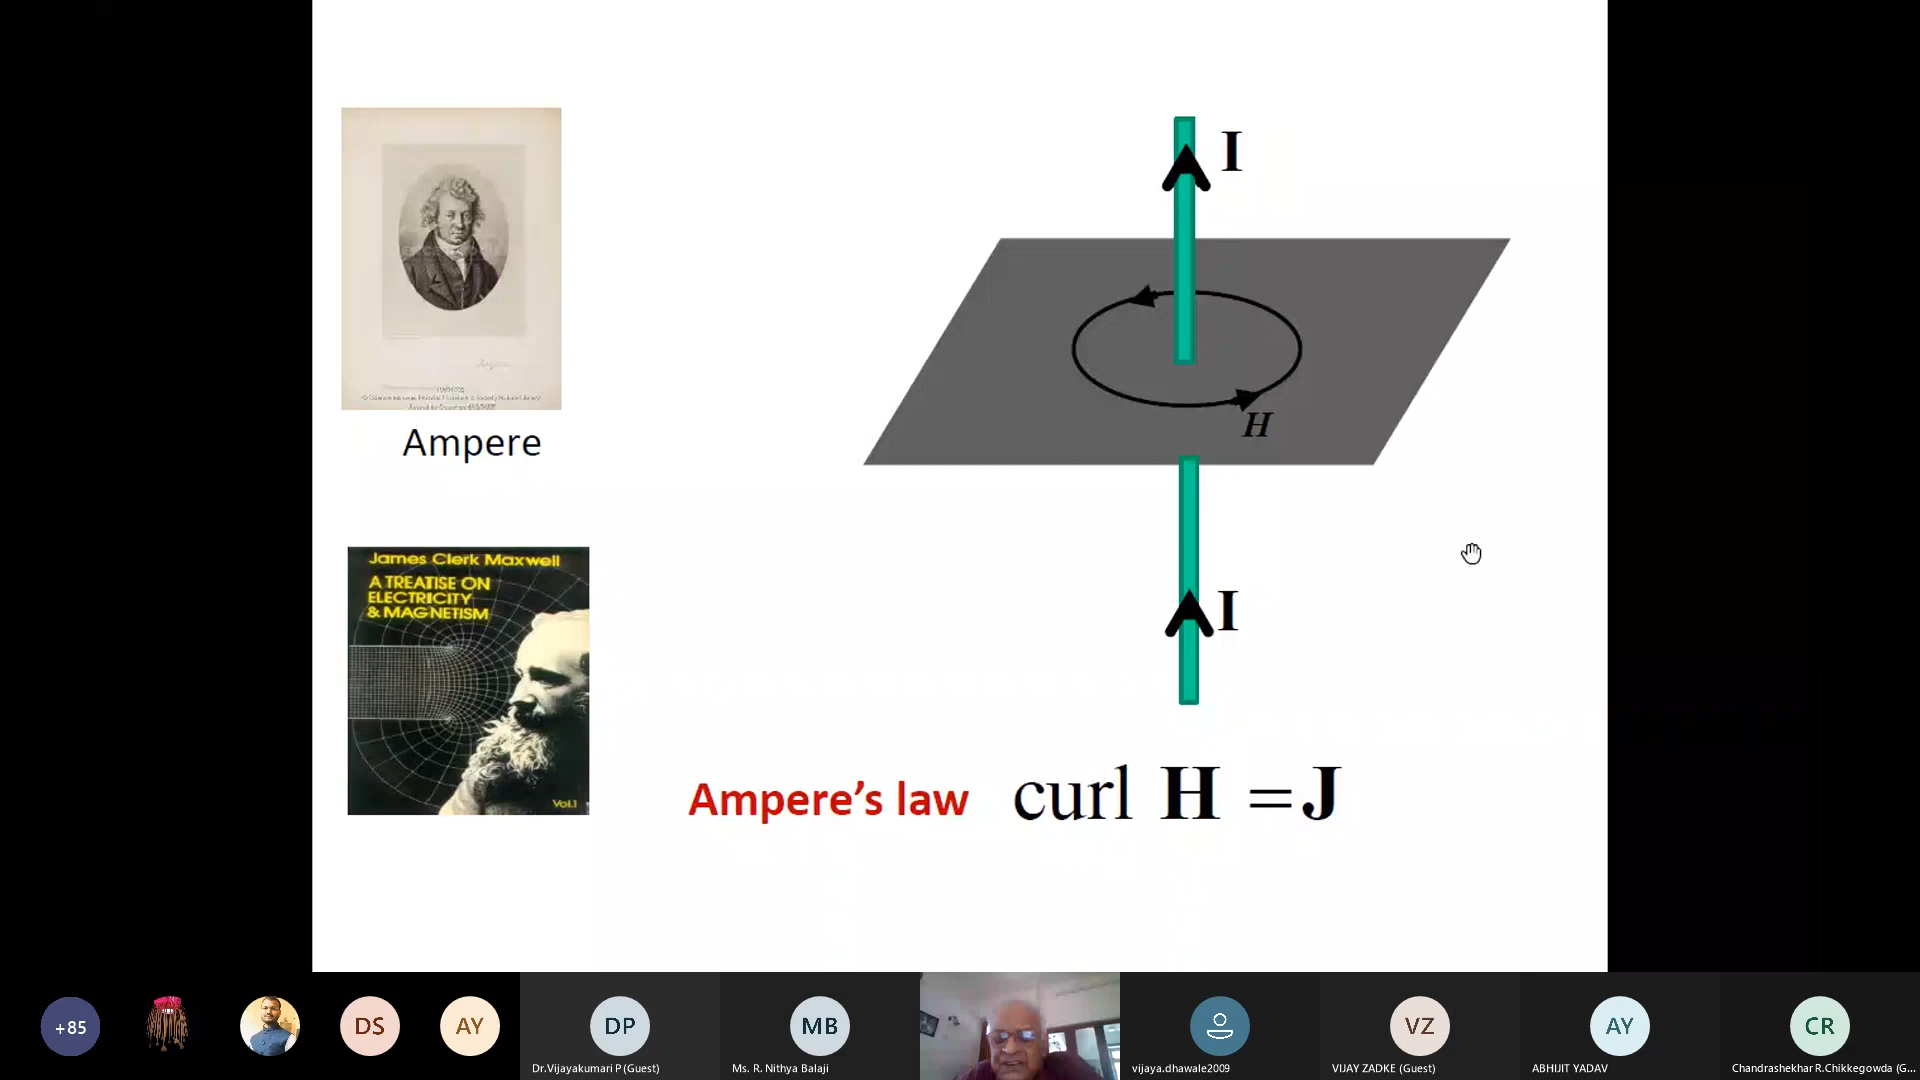 I
H
Ampere
James Clerk Maxwell
A TREATISE ON
ELECTRICITY
& MAGNETISM
Vol.1
I
Ampere’s law curl H = J
+85
DS
AY
DP
MB
VZ
AY
CR
Dr.Vijayakumari P (Guest)
Ms. R. Nithya Balaji
vijaya.dhawale2009
VIJAY ZADKE (Guest)
ABHIJIT YADAV
Chandrashekhar R.Chikkegowda (G...